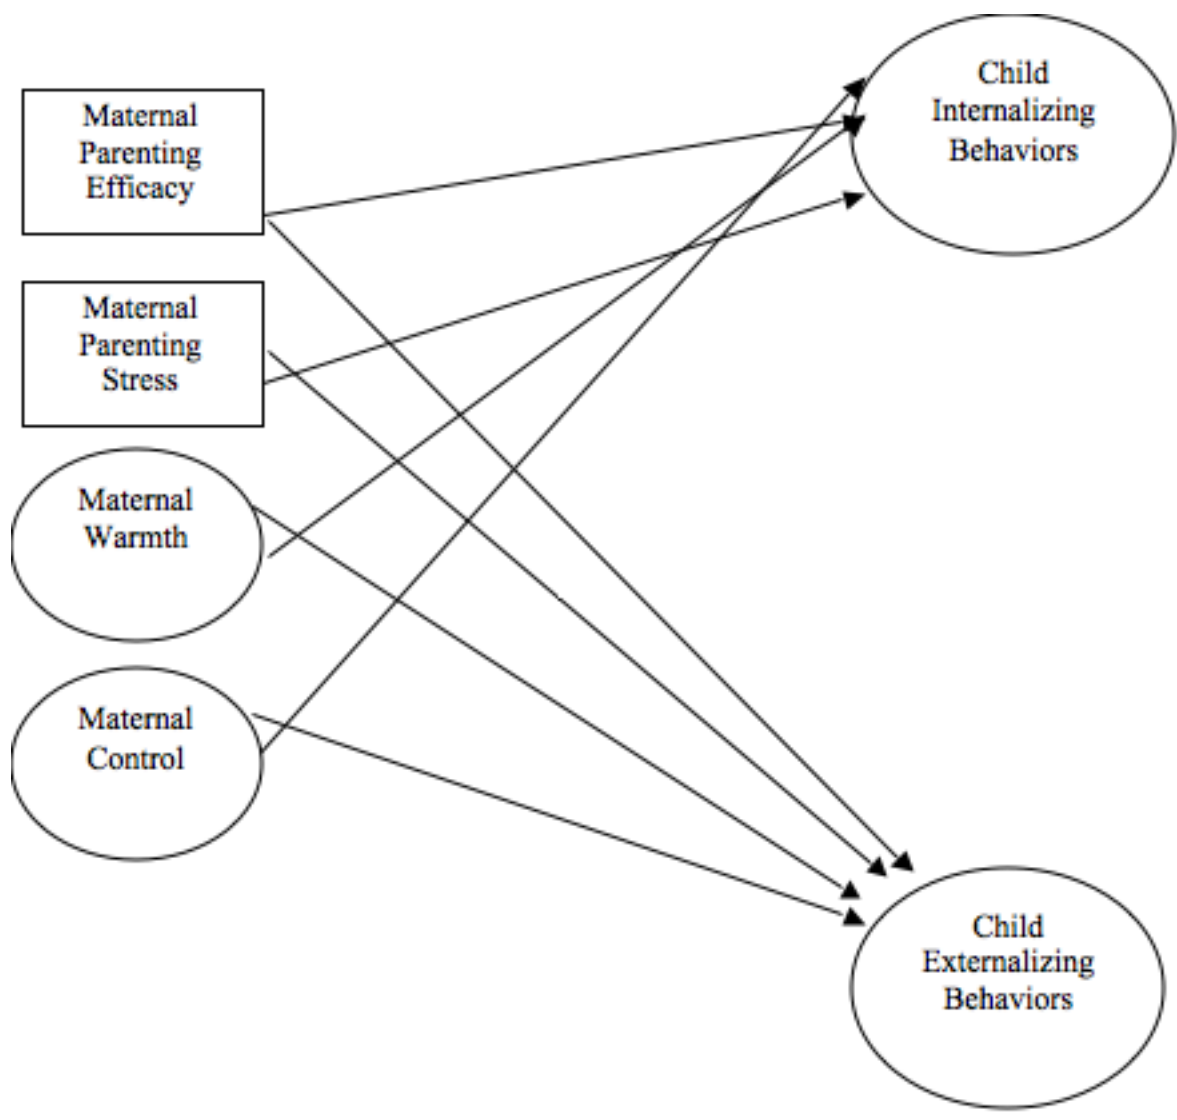 Maternal
Parenting
Efficacy
Maternal
Parenting
Stress
Maternal
Warmth
Maternal
Control
Child
Internalizing
Behaviors
Child
Externalizing
Behaviors